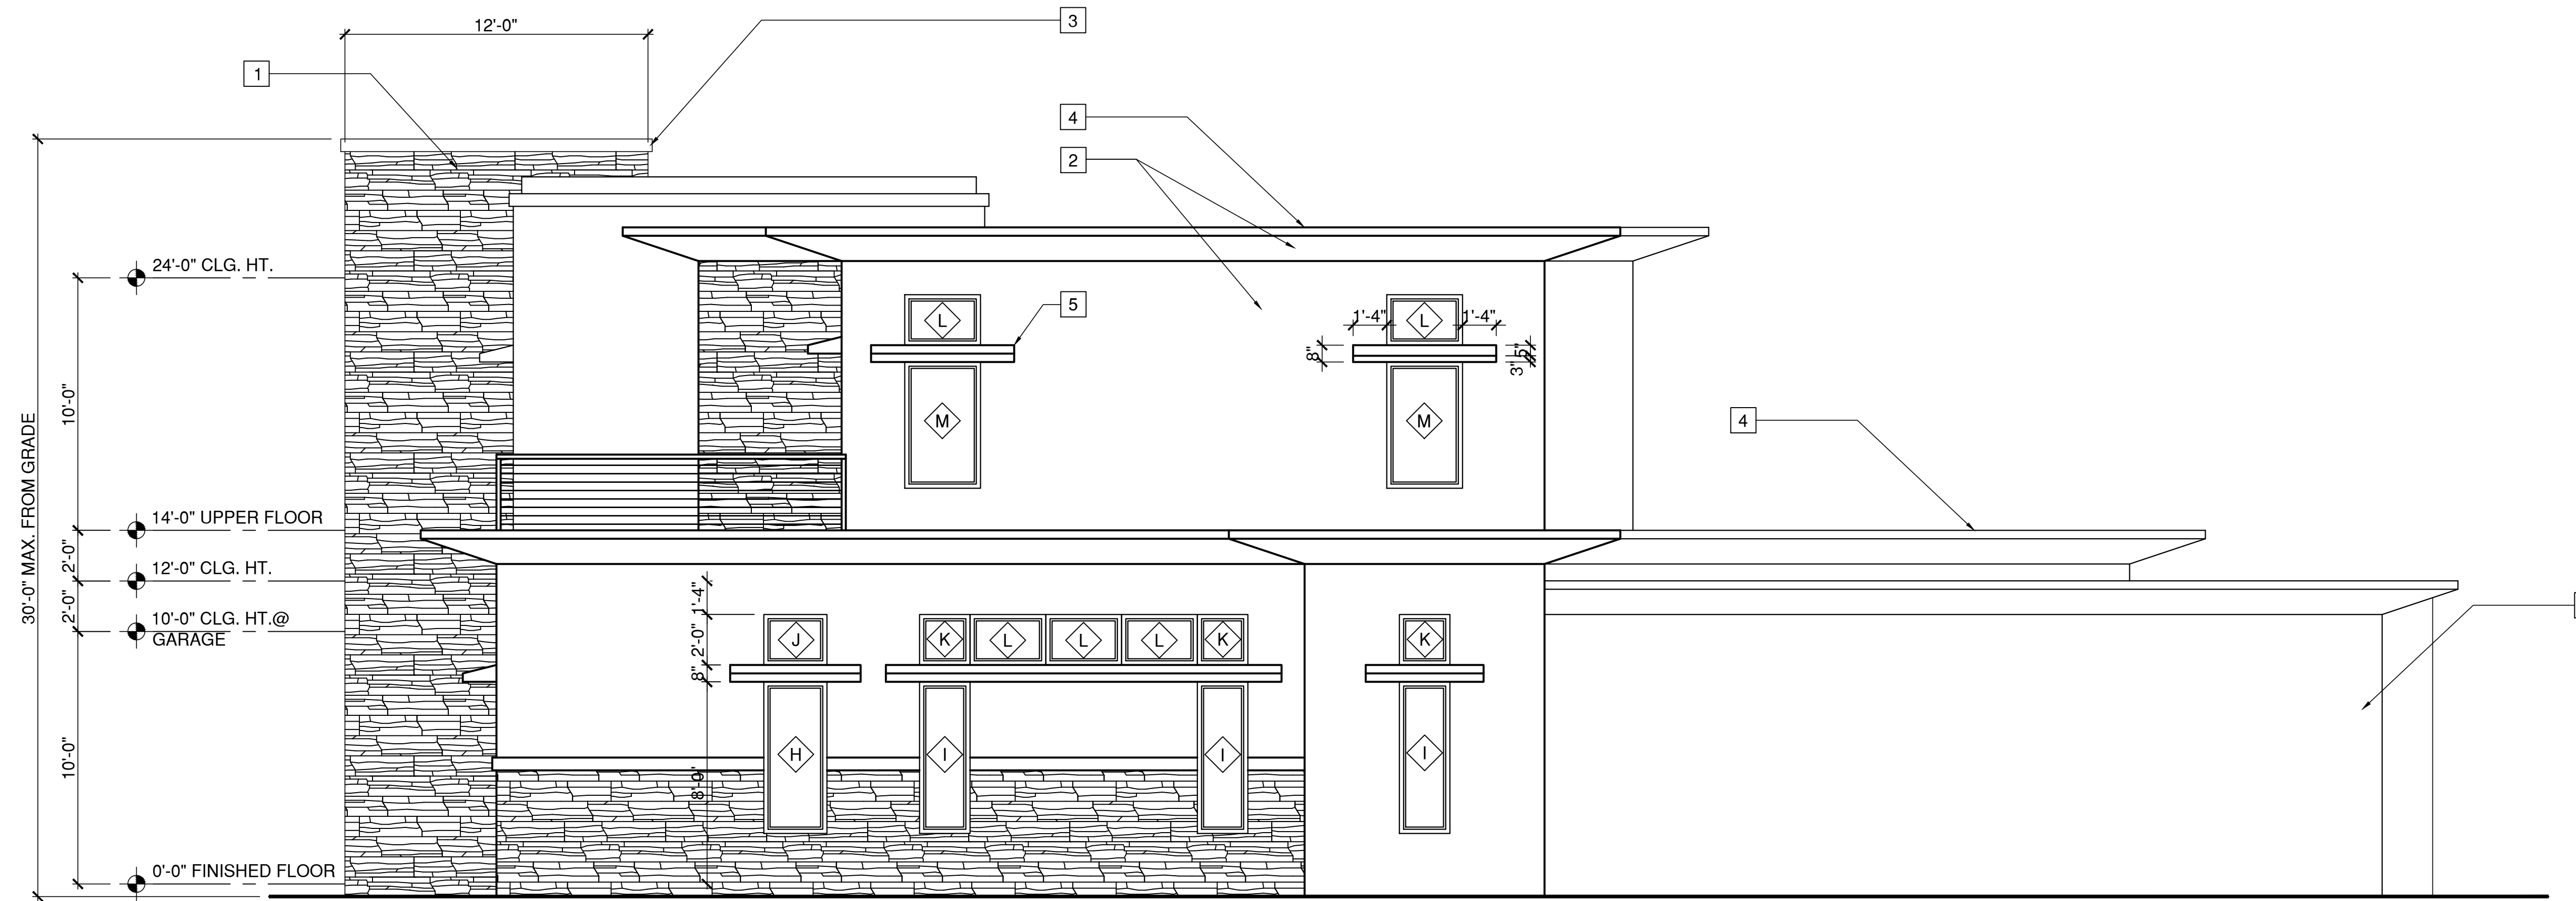 12'-0"
3
1
4
2
24'-0" CLG. HT.
5
L
1'-4"
L
1'-4"
8"
5"
3"
10'-0"
M
M
4
30'-0" MAX. FROM GRADE
14'-0" UPPER FLOOR
2'-0"
12'-0" CLG. HT.
2'-0"
10'-0" CLG. HT.@
GARAGE
1'-4"
2'-0"
8"
J
K
L
L
L
K
K
10'-0"
8'-0"
H
I
I
I
0'-0" FINISHED FLOOR